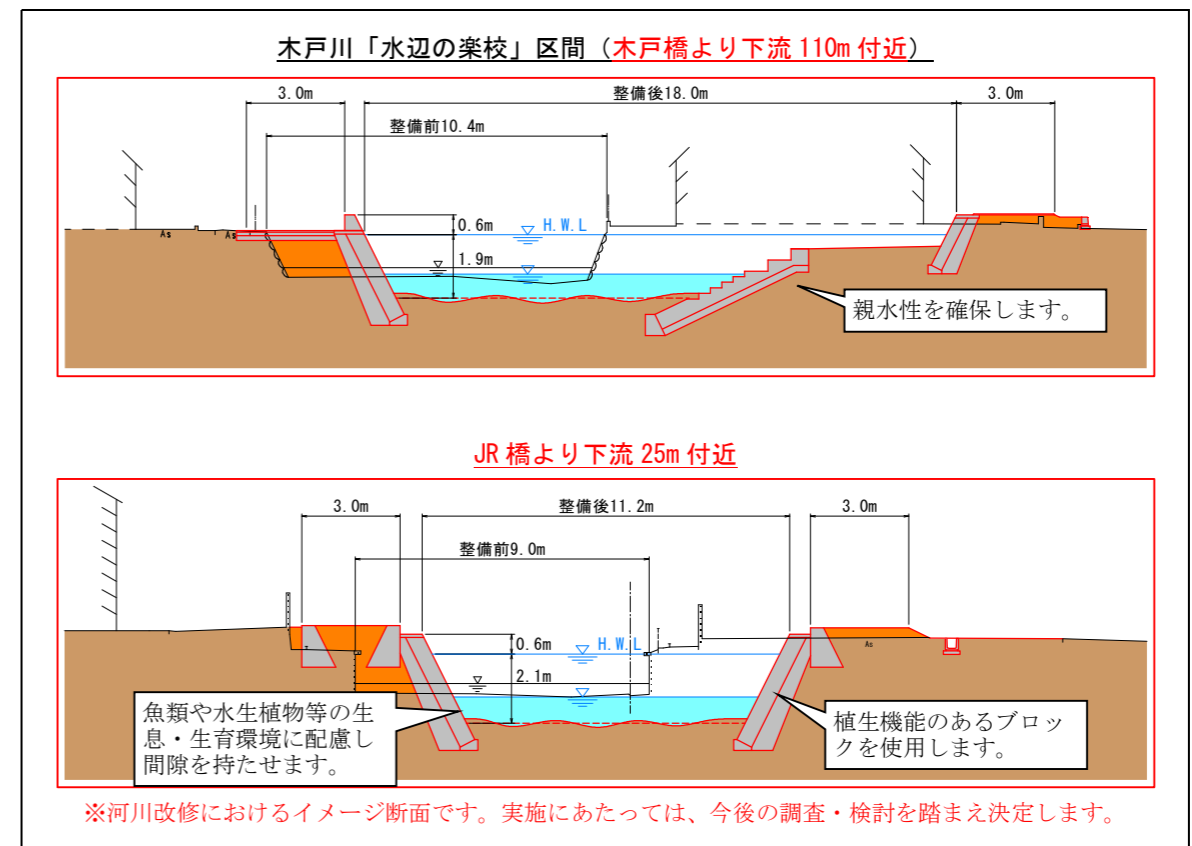 木戸川「水辺の楽校」区間（木戸橋より下流110m付近）
3.0m
整備後18.0m
3.0m
整備前10.4m
0.6m
H.W.L
As
As
1.9m
親水性を確保します。
JR橋より下流25m付近
3.0m
整備後11.2m
3.0m
整備前9.0m
0.6m
H.W.L
As
2.1m
魚類や水生植物等の生
息・生育環境に配慮し
間隙を持たせます。
植生機能のあるブロッ
クを使用します。
※河川改修におけるイメージ断面です。実施にあたっては、今後の調査・検討を踏まえ決定します。